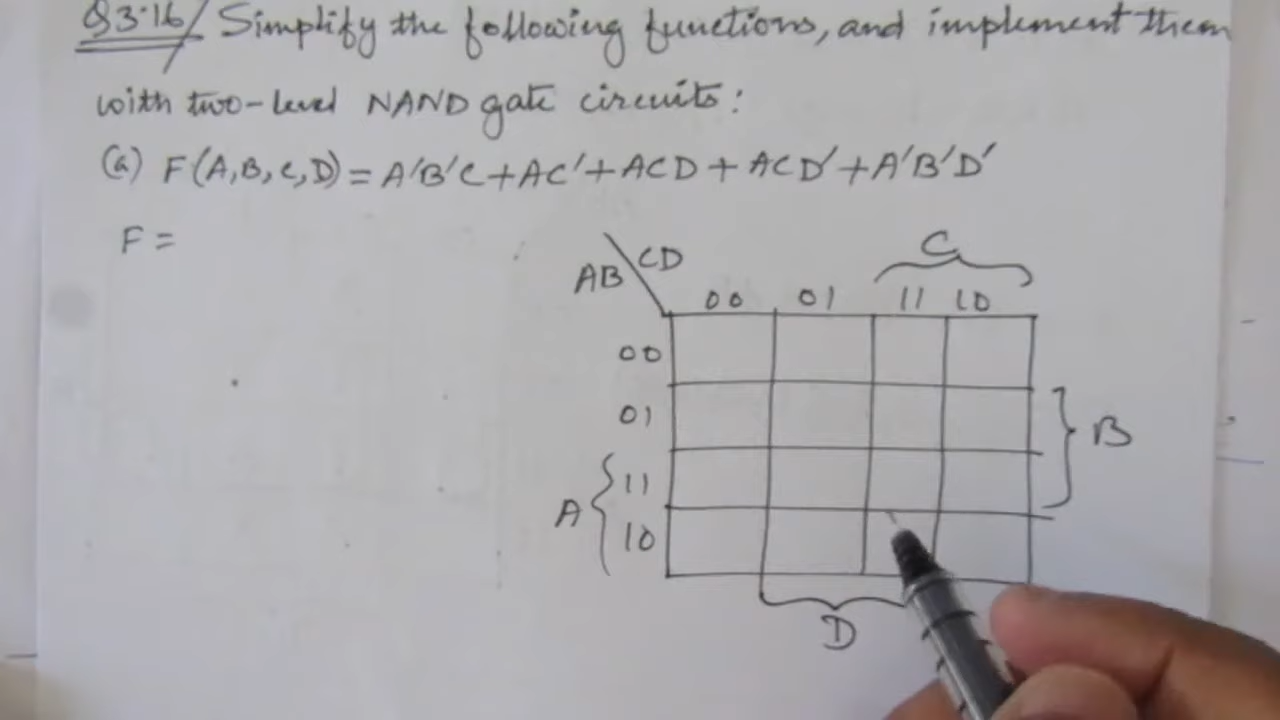 Q3.16/ Simplify the following functions, and implement them
with two-level NAND gate circuits:
(a) F(A,B,C,D) = A'B'C + AC' + ACD + ACD' + A'B'D'
F =
C
AB CD
00 01 11 10
00
01
B
11
A
10
D